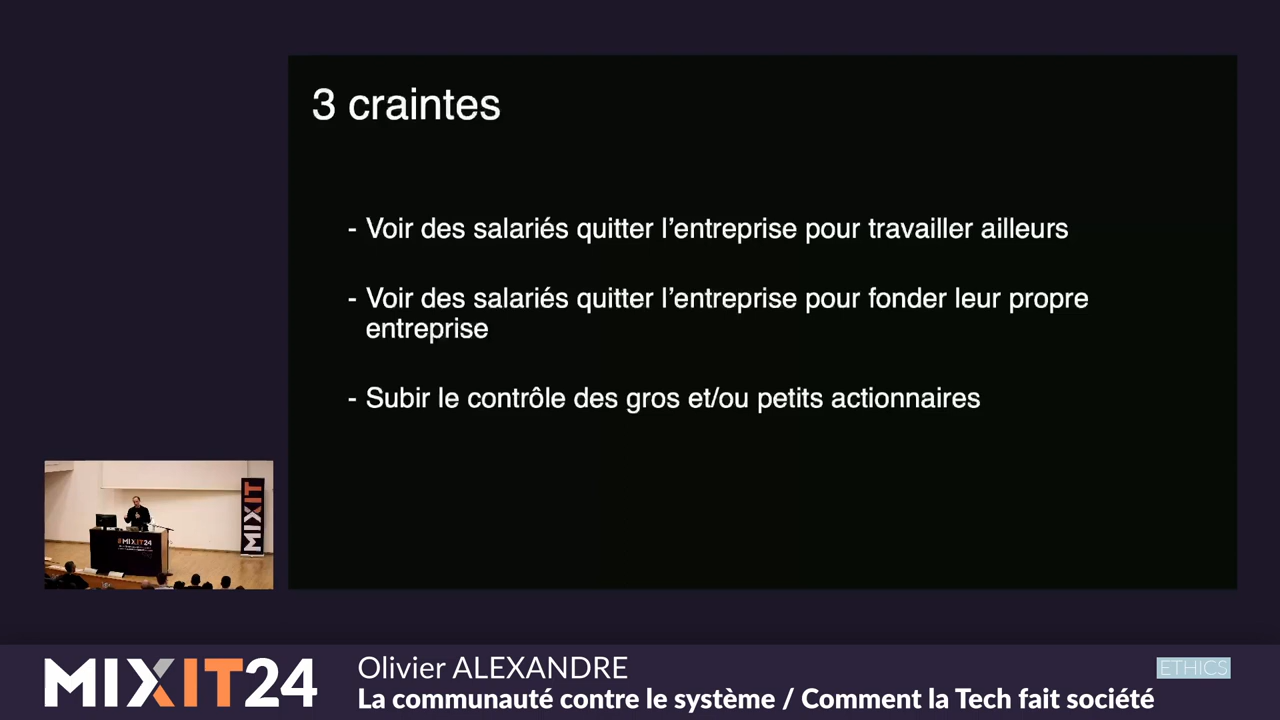 3 craintes
- Voir des salariés quitter l’entreprise pour travailler ailleurs
- Voir des salariés quitter l’entreprise pour fonder leur propre
entreprise
- Subir le contrôle des gros et/ou petits actionnaires
MIXIT
#MIXIT24
MIXIT24
Olivier ALEXANDRE
ETHICS
La communauté contre le système / Comment la Tech fait société